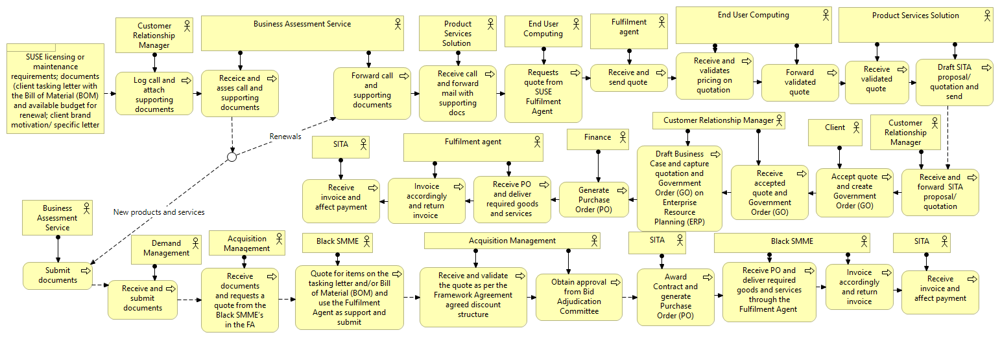 Customer
Relationship
Manager
Business Assessment Service
Product
Services
Solution
End User
Computing
Fulfilment
agent
End User Computing
Product Services Solution
SUSE licensing or
maintenance
requirements; documents
(client tasking letter with
the Bill of Material (BOM)
and available budget for
renewal; client brand
motivation/ specific letter
Log call and
attach
supporting
documents
Receice and
asses call and
supporting
documents
Forward call
and
supporting
documents
Receive call
and forward
mail with
supporting
docs
Requests
quote from
SUSE
Fulfilment
Agent
Receive and
send quote
Receive and
validates
pricing on
quotation
Forward
validated
quote
Receive
validated
quote
Draft SITA
proposal/
quotation and
send
Renewals
New products and services
SITA
Fulfilment agent
Finance
Customer Relationship Manager
Client
Customer
Relationship
Manager
Receive
invoice and
affect payment
Invoice
accordingly
and return
invoice
Receive PO
and deliver
required
goods and
services
Generate
Purchase
Order (PO)
Draft Business
Case and capture
quotation and
Government
Order (GO) on
Enterprise
Resource
Planning (ERP)
Receive
accepted
quote and
Government
Order (GO)
Accept quote
and create
Government
Order (GO)
Receive and
forward SITA
proposal/
quotation
Business
Assessment
Service
Demand
Management
Acquisition
Management
Black SMME
Acquisition Management
SITA
Black SMME
SITA
Submit
documents
Receive and
submit
documents
Receive
documents
and requests a
quote from the
Black SMME's
in the FA
Quote for items on the
tasking letter and/or Bill
of Material (BOM) and
use the Fulfilment
Agent as support and
submit
Receive and validate
the quote as per the
Framework Agreement
agreed discount
structure
Obtain approval
from Bid
Adjudication
Committee
Award
Contract and
generate
Purchase
Order (PO)
Receive PO and
deliver required
goods and services
through the
Fulfilment Agent
Invoice
accordingly
and return
invoice
Receive
invoice and
affect payment